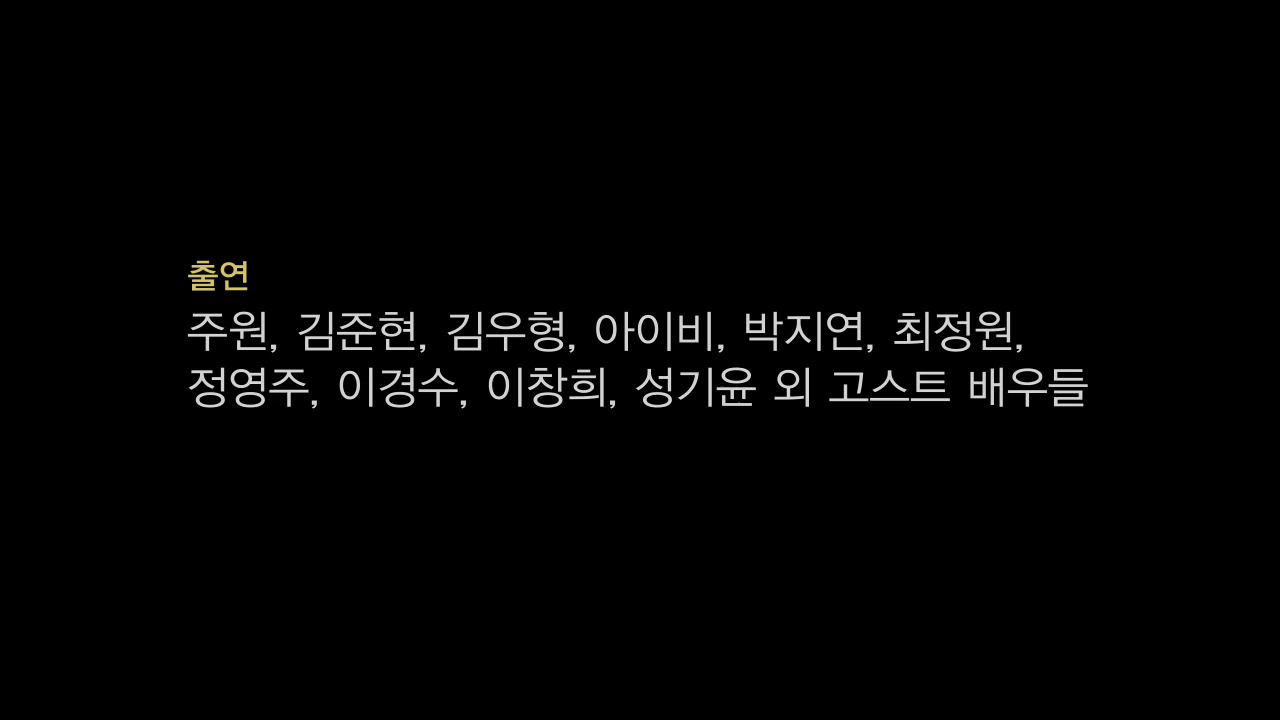 출연
주원, 김준현, 김우형, 아이비, 박지연, 최정원,
정영주, 이경수, 이창희, 성기윤 외 고스트 배우들